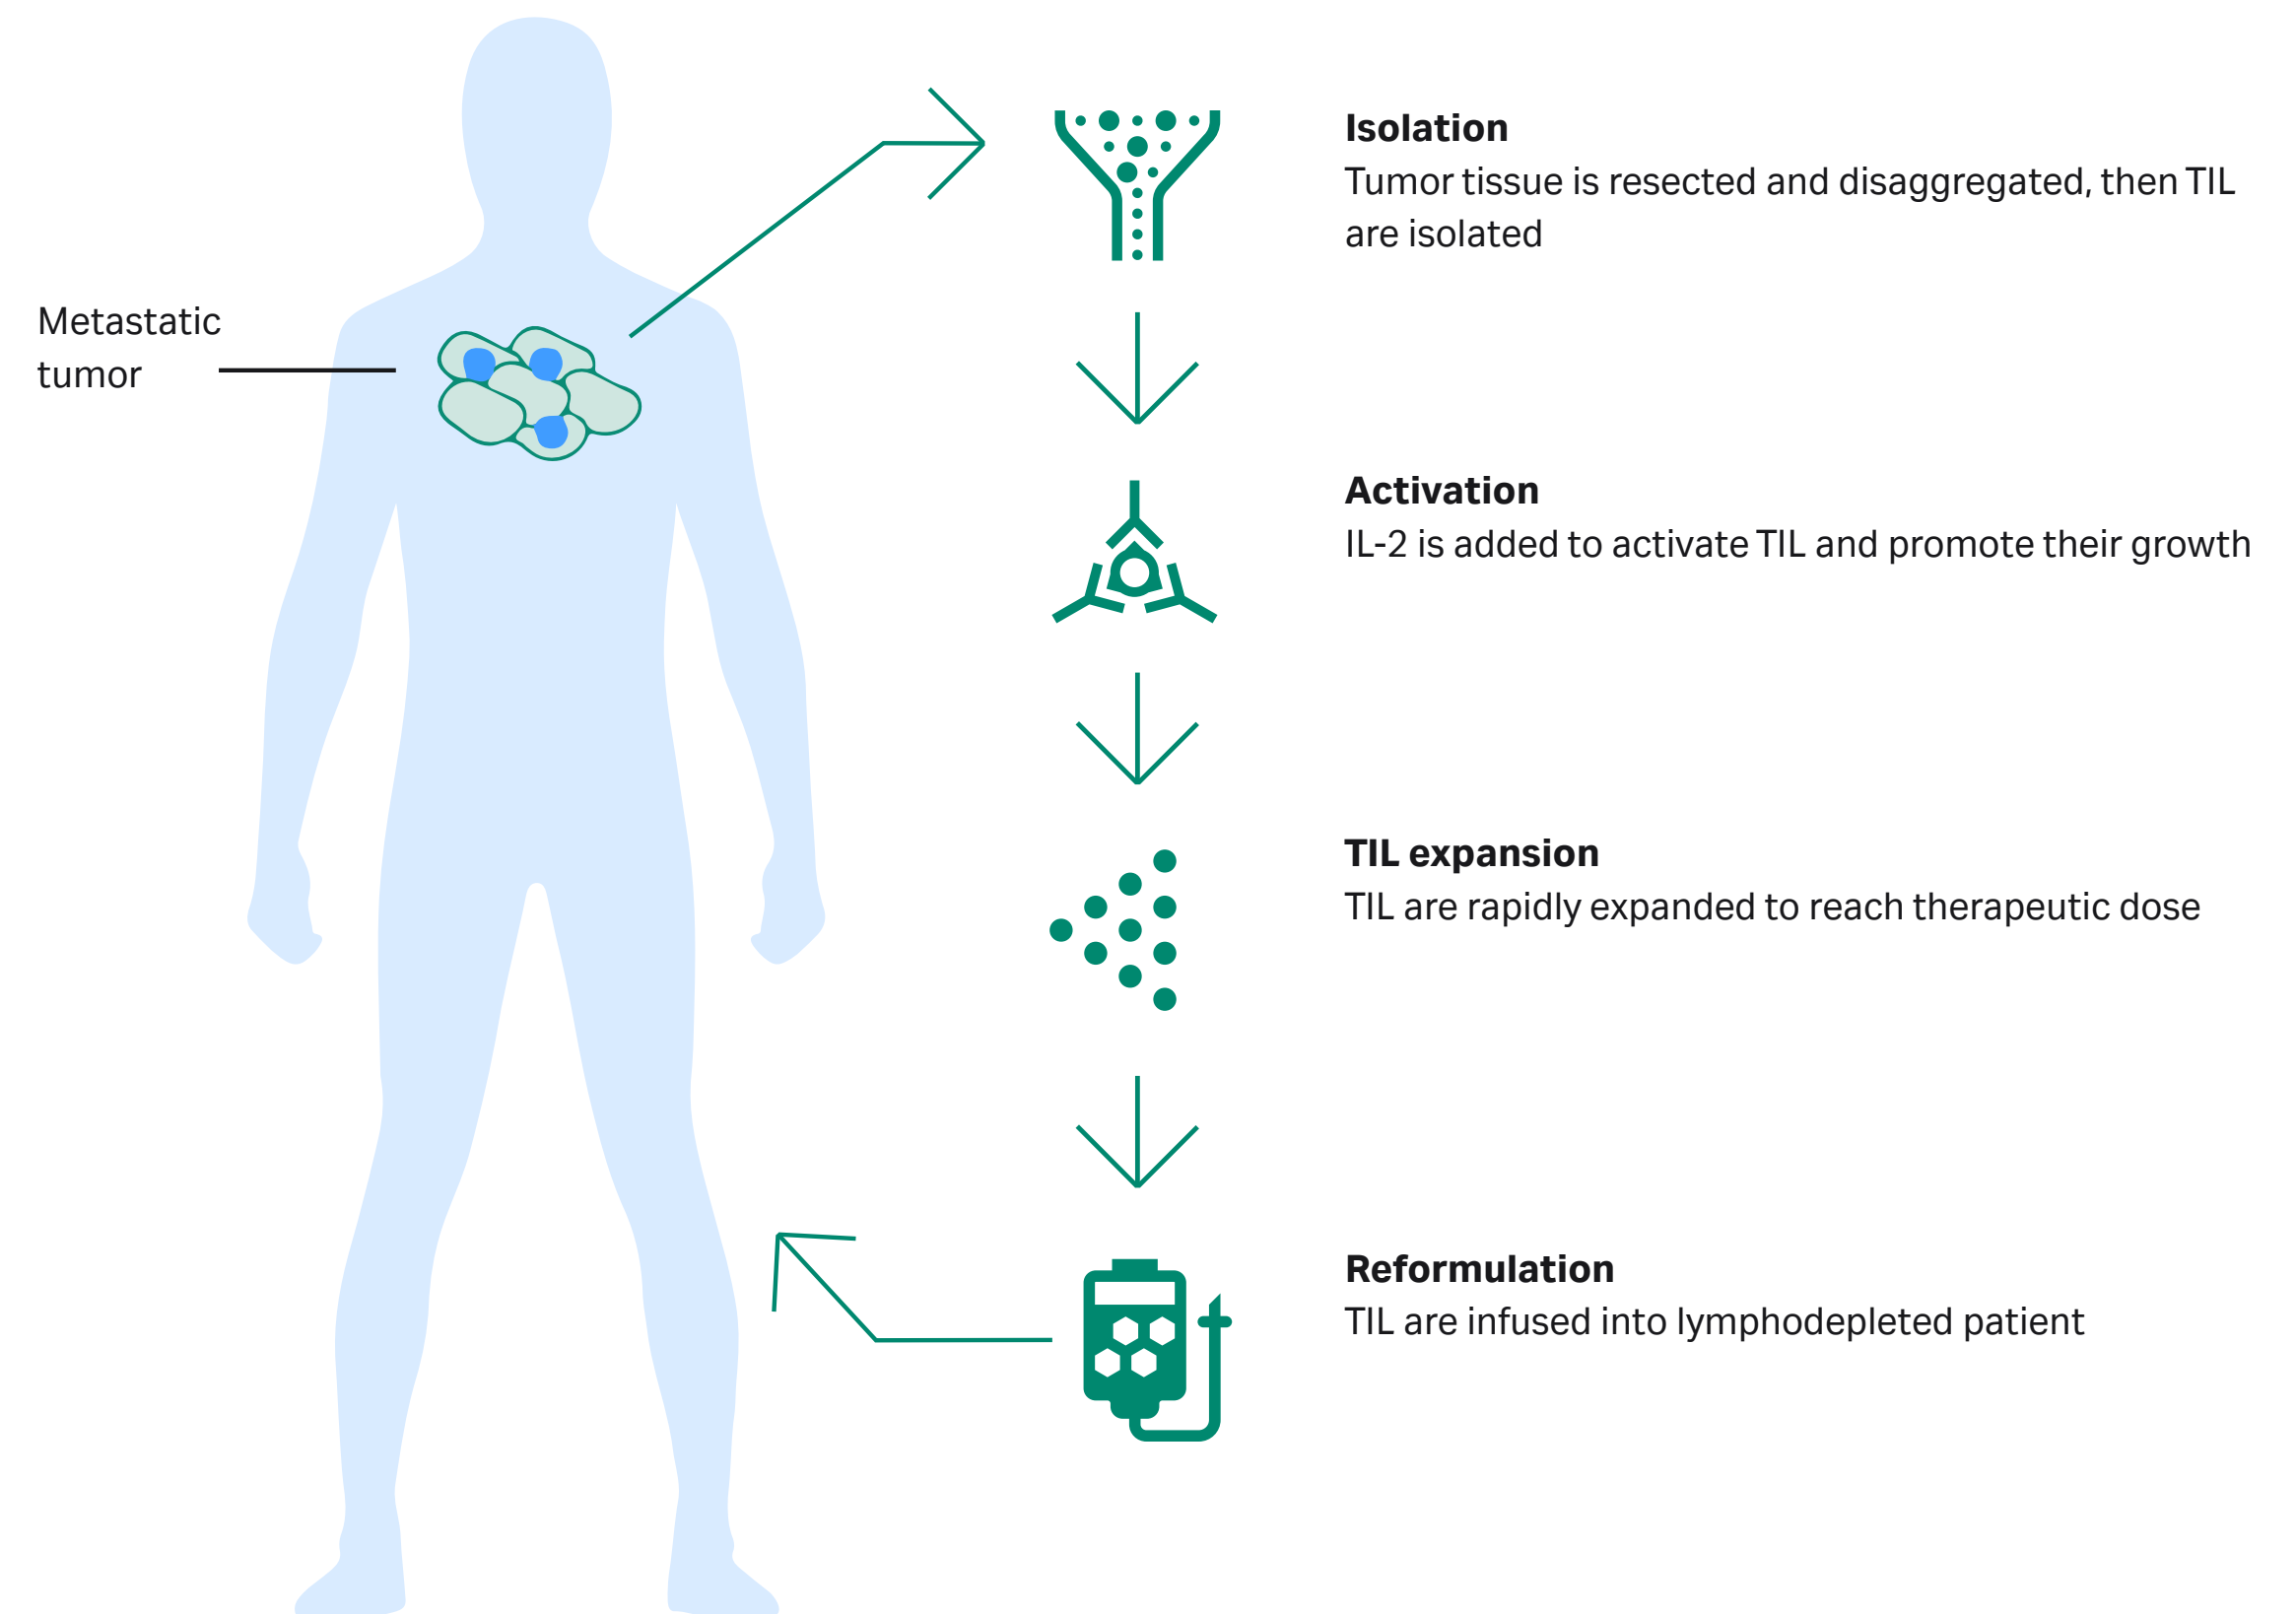 Metastatic
tumor
Isolation
Tumor tissue is resected and disaggregated, then TIL
are isolated
Activation
IL-2 is added to activate TIL and promote their growth
TIL expansion
TIL are rapidly expanded to reach therapeutic dose
Reformulation
TIL are infused into lymphodepleted patient